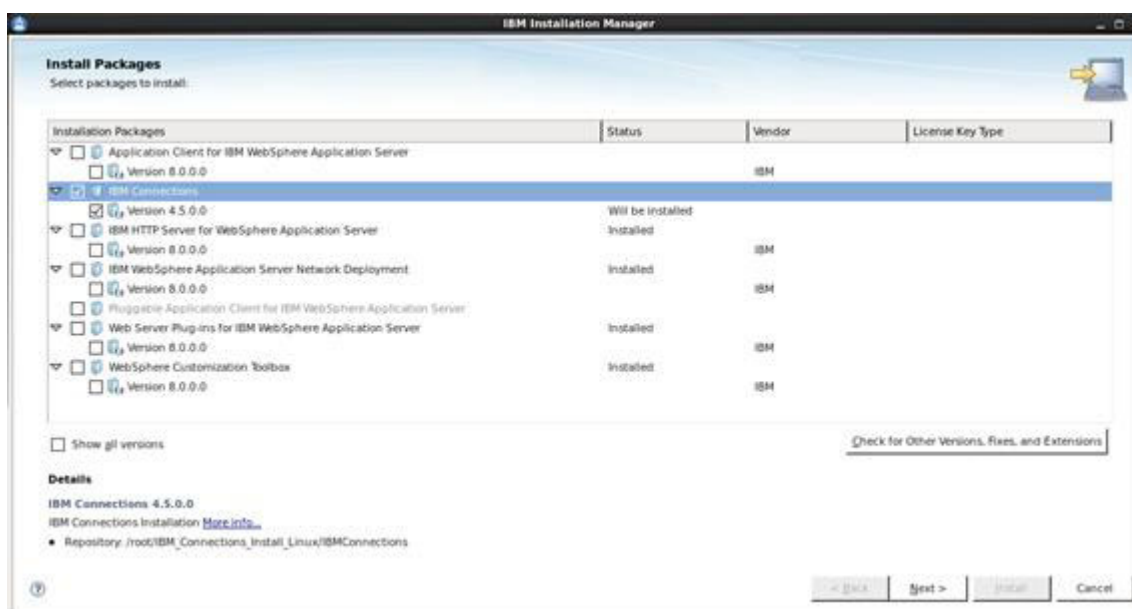 IBM Installation Manager
Install Packages
Select packages to install:
Installation Packages Status Vendor License Key Type
Application Client for IBM WebSphere Application Server
Version 8.0.0.0 IBM
IBM Connections
Version 4.5.0.0 Will be installed
IBM HTTP Server for WebSphere Application Server Installed
Version 8.0.0.0 IBM
IBM WebSphere Application Server Network Deployment Installed
Version 8.0.0.0 IBM
Pluggable Application Client for IBM WebSphere Application Server
Web Server Plug-ins for IBM WebSphere Application Server Installed
Version 8.0.0.0 IBM
WebSphere Customization Toolbox Installed
Version 8.0.0.0 IBM
Show all versions Check for Other Versions, Fixes, and Extensions
Details
IBM Connections 4.5.0.0
IBM Connections Installation More info...
• Repository: /root/IBM_Connections_Install_Linux/IBMConnections
? < Back Next > Install Cancel